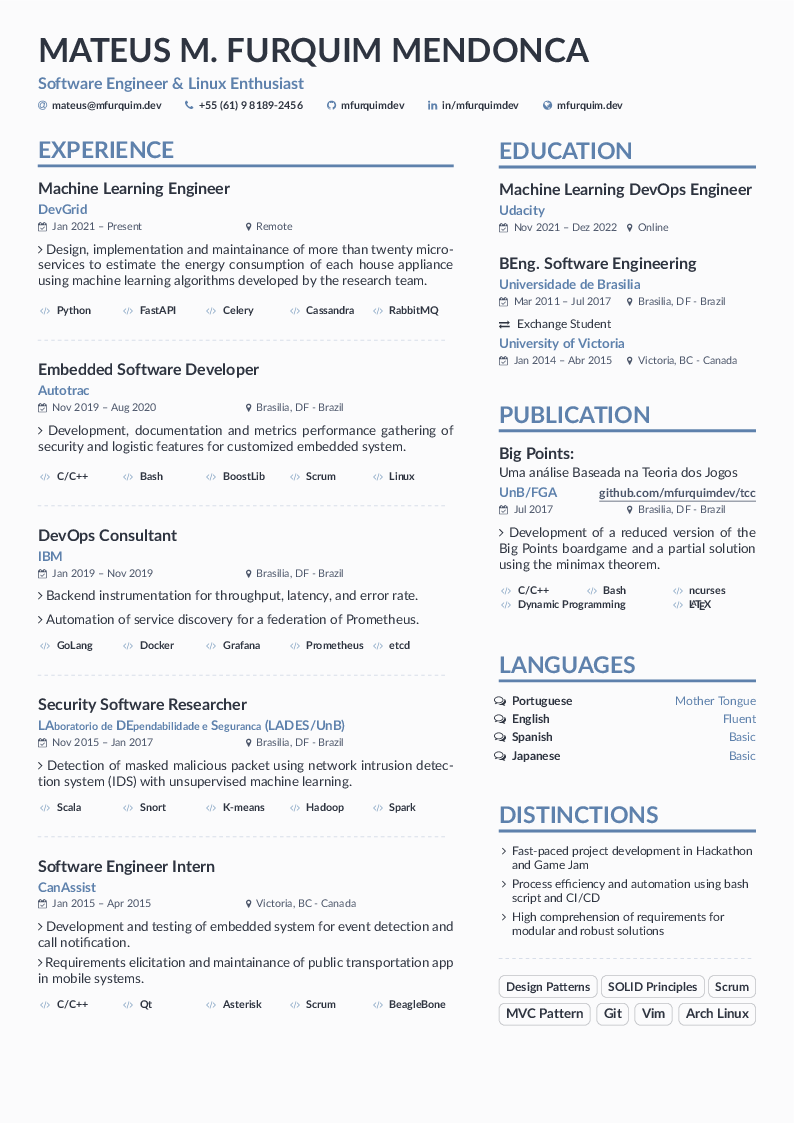 MATEUS M. FURQUIM MENDONCA
Software Engineer & Linux Enthusiast
mateus@mfurquim.dev +55 (61) 9 8189-2456 mfurquimdev in/mfurquimdev mfurquim.dev
EXPERIENCE
Machine Learning Engineer
DevGrid
Jan 2021 – Present Remote
Design, implementation and maintainance of more than twenty micro-
services to estimate the energy consumption of each house appliance
using machine learning algorithms developed by the research team.
Python FastAPI Celery Cassandra RabbitMQ
Embedded Software Developer
Autotrac
Nov 2019 – Aug 2020 Brasilia, DF - Brazil
Development, documentation and metrics performance gathering of
security and logistic features for customized embedded system.
C/C++ Bash BoostLib Scrum Linux
DevOps Consultant
IBM
Jan 2019 – Nov 2019 Brasilia, DF - Brazil
Backend instrumentation for throughput, latency, and error rate.
Automation of service discovery for a federation of Prometheus.
GoLang Docker Grafana Prometheus etcd
Security Software Researcher
LAboratorio de DEpendabilidade e Seguranca (LADES/UnB)
Nov 2015 – Jan 2017 Brasilia, DF - Brazil
Detection of masked malicious packet using network intrusion detec-
tion system (IDS) with unsupervised machine learning.
Scala Snort K-means Hadoop Spark
Software Engineer Intern
CanAssist
Jan 2015 – Apr 2015 Victoria, BC - Canada
Development and testing of embedded system for event detection and
call notification.
Requirements elicitation and maintainance of public transportation app
in mobile systems.
C/C++ Qt Asterisk Scrum BeagleBone
EDUCATION
Machine Learning DevOps Engineer
Udacity
Nov 2021 – Dez 2022 Online
BEng. Software Engineering
Universidade de Brasilia
Mar 2011 – Jul 2017 Brasilia, DF - Brazil
Exchange Student
University of Victoria
Jan 2014 – Abr 2015 Victoria, BC - Canada
PUBLICATION
Big Points:
Uma análise Baseada na Teoria dos Jogos
UnB/FGA github.com/mfurquimdev/tcc
Jul 2017 Brasilia, DF - Brazil
Development of a reduced version of the
Big Points boardgame and a partial solution
using the minimax theorem.
C/C++ Bash ncurses
Dynamic Programming LATEX
LANGUAGES
Portuguese Mother Tongue
English Fluent
Spanish Basic
Japanese Basic
DISTINCTIONS
Fast-paced project development in Hackathon
and Game Jam
Process efficiency and automation using bash
script and CI/CD
High comprehension of requirements for
modular and robust solutions
Design Patterns SOLID Principles Scrum
MVC Pattern Git Vim Arch Linux